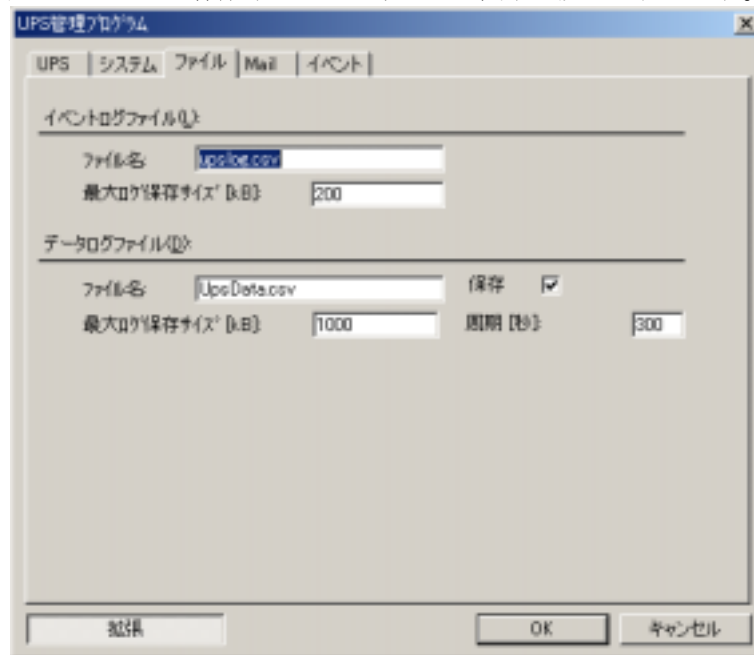 UPS管理プログラム
UPS システム ファイル Mail イベント
イベントログファイル(L):
ファイル名: upslog.csv
最大ログ保存サイズ [kB]: 200
データログファイル(D):
ファイル名: UpsData.csv 保存
最大ログ保存サイズ [kB]: 1000 周期 [秒]: 300
拡張 OK キャンセル